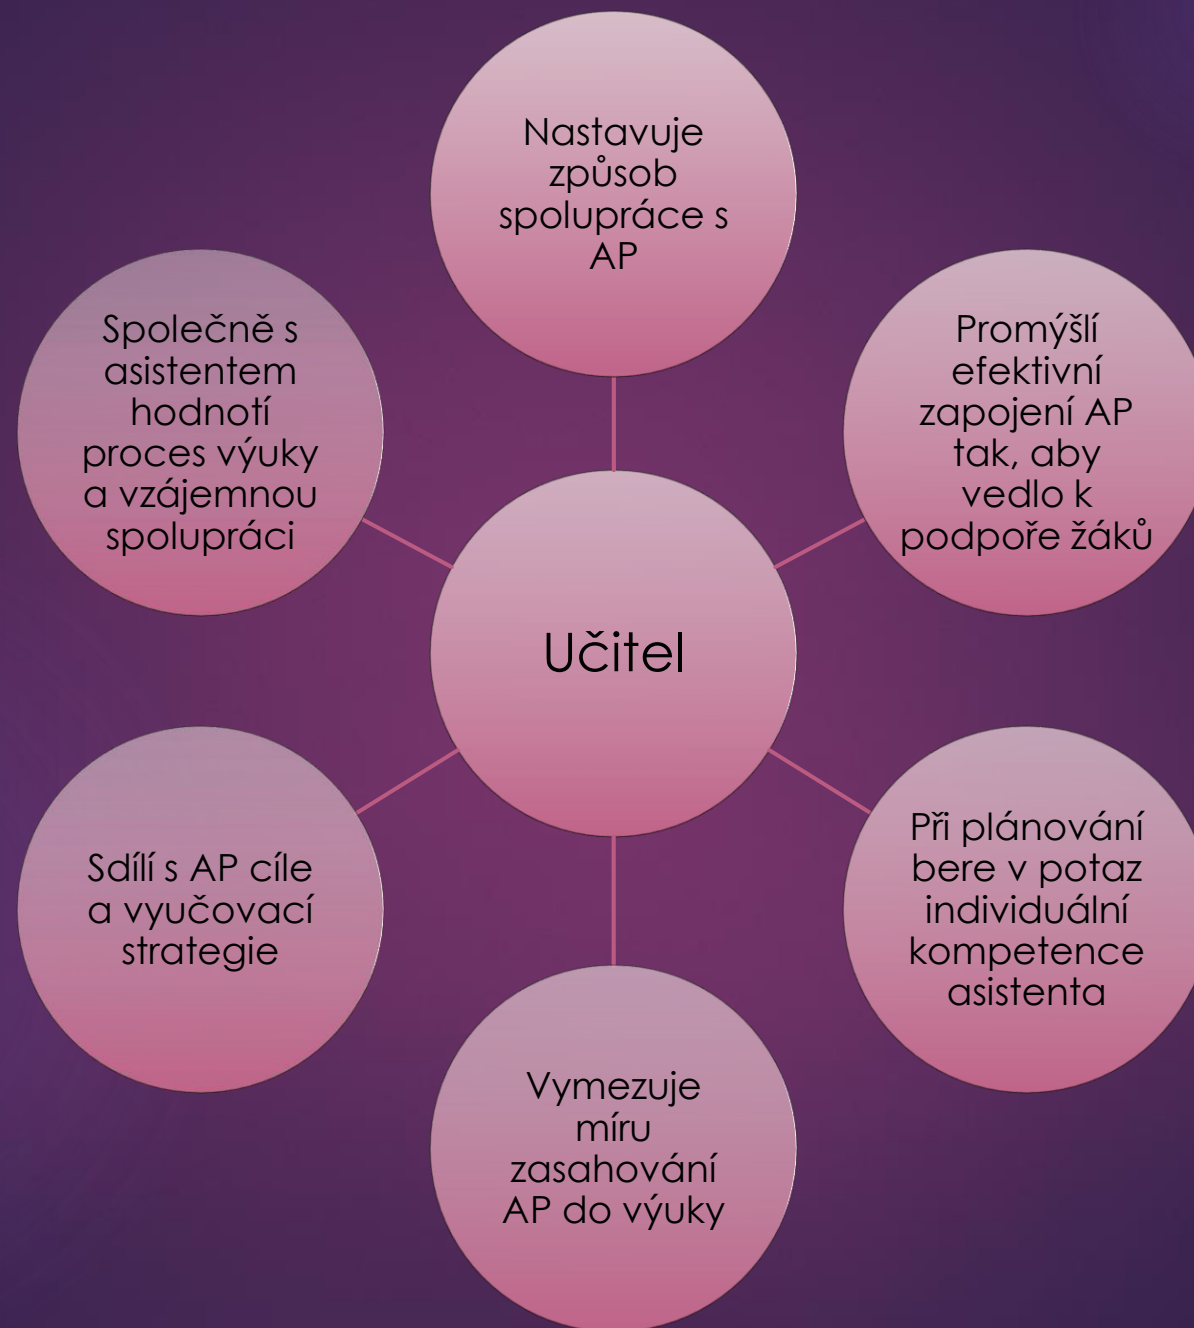 Nastavuje
způsob
spolupráce s
AP
Promýšlí
efektivní
zapojení AP
tak, aby
vedlo k
podpoře žáků
Při plánování
bere v potaz
individuální
kompetence
asistenta
Vymezuje
míru
zasahování
AP do výuky
Sdílí s AP cíle
a vyučovací
strategie
Společně s
asistentem
hodnotí
proces výuky
a vzájemnou
spolupráci
Učitel